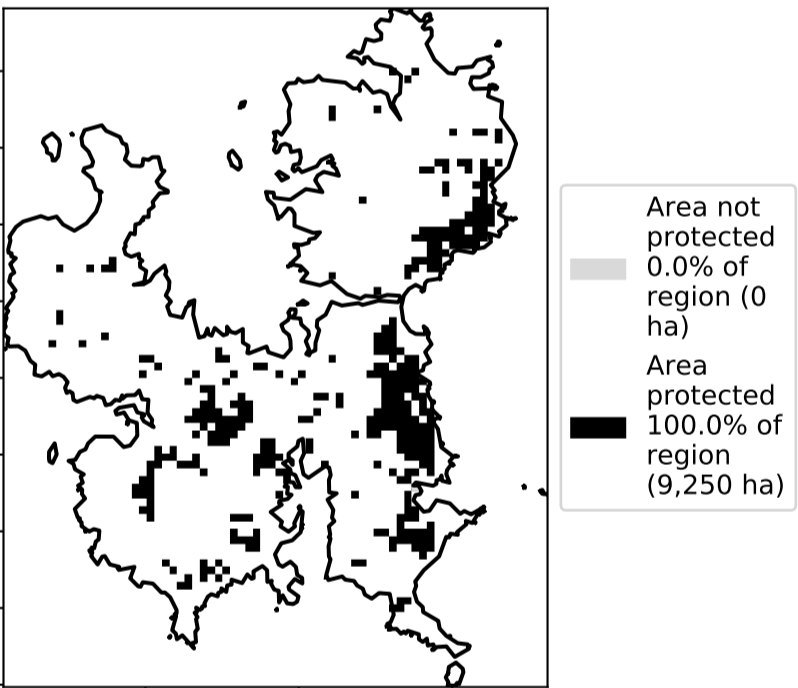 Area not
protected
0.0% of
region (0
ha)
Area
protected
100.0% of
region
(9,250 ha)